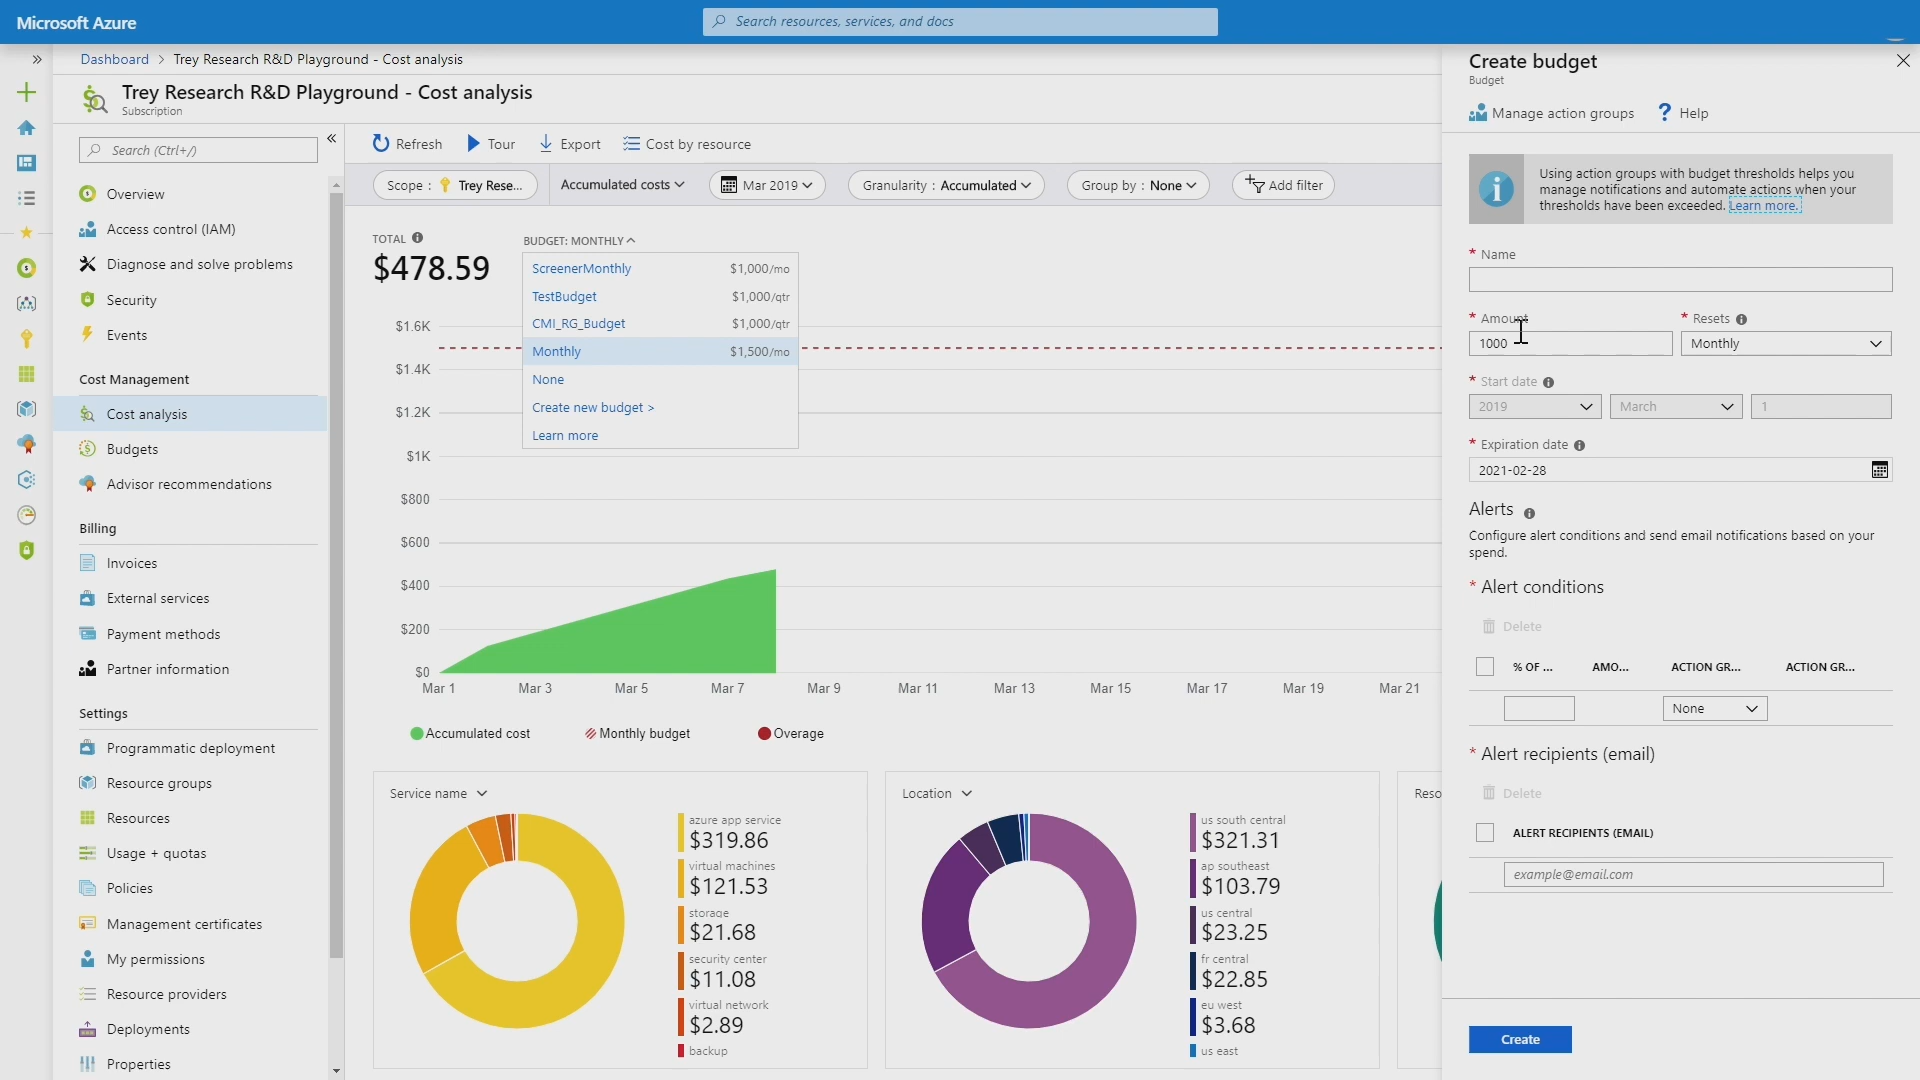 Microsoft Azure
Search resources, services, and docs
Dashboard > Trey Research R&D Playground - Cost analysis
Trey Research R&D Playground - Cost analysis
Subscription
Search (Ctrl+/)
Overview
Access control (IAM)
Diagnose and solve problems
Security
Events
Cost Management
Cost analysis
Budgets
Advisor recommendations
Billing
Invoices
External services
Payment methods
Partner information
Settings
Programmatic deployment
Resource groups
Resources
Usage + quotas
Policies
Management certificates
My permissions
Resource providers
Deployments
Properties
Refresh Tour Export Cost by resource
Scope : Trey Rese... Accumulated costs Mar 2019 Granularity : Accumulated Group by : None Add filter
TOTAL
$478.59
BUDGET: MONTHLY
ScreenerMonthly $1,000/mo
TestBudget $1,000/qtr
CMI_RG_Budget $1,000/qtr
Monthly $1,500/mo
None
Create new budget >
Learn more
$1.6K
$1.4K
$1.2K
$1K
$800
$600
$400
$200
$0
Mar 1 Mar 3 Mar 5 Mar 7 Mar 9 Mar 11 Mar 13 Mar 15 Mar 17 Mar 19 Mar 21
Accumulated cost Monthly budget Overage
Service name
azure app service
$319.86
virtual machines
$121.53
storage
$21.68
security center
$11.08
virtual network
$2.89
backup
Location
us south central
$321.31
ap southeast
$103.79
us central
$23.25
fr central
$22.85
eu west
$3.68
us east
Reso
Create budget
Budget
Manage action groups ? Help
Using action groups with budget thresholds helps you
manage notifications and automate actions when your
thresholds have been exceeded. Learn more.
* Name
* Amount * Resets
1000 Monthly
* Start date
2019 March 1
* Expiration date
2021-02-28
Alerts
Configure alert conditions and send email notifications based on your
spend.
* Alert conditions
Delete
% OF ... AMO... ACTION GR... ACTION GR...
None
* Alert recipients (email)
Delete
ALERT RECIPIENTS (EMAIL)
example@email.com
Create